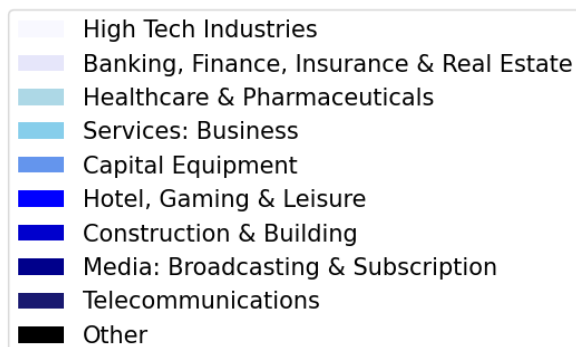 High Tech Industries
Banking, Finance, Insurance & Real Estate
Healthcare & Pharmaceuticals
Services: Business
Capital Equipment
Hotel, Gaming & Leisure
Construction & Building
Media: Broadcasting & Subscription
Telecommunications
Other